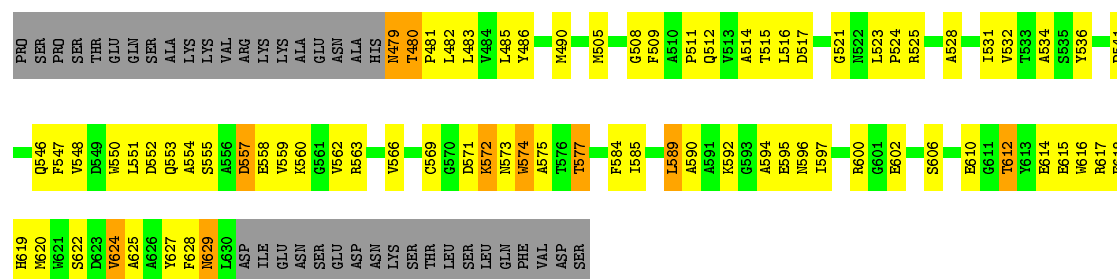 PRO SER PRO SER THR GLU GLN SER ALA LYS LYS VAL ARG LYS LYS ALA GLU ASN ALA HIS N479 T480 P481 L482 L483 V484 L485 Y486 M490 M505 G508 F509 A510 P511 Q512 V513 A514 T515 L516 D517 G521 N522 L523 P524 R525 A528 I531 V532 T533 A534 S535 Y536
Q546 F547 V548 D549 W550 L551 D552 Q553 A554 S555 A556 D557 E558 V559 K560 G561 V562 R563 V566 C569 G570 D571 K572 N573 W574 A575 T576 T577 F584 I585 L589 A590 A591 K592 G593 A594 E595 N596 I597 R600 G601 E602 S606 E610 G611 T612 Y613 E614 E615 W616 R617
H619 M620 W621 S622 D623 V624 A625 A626 Y627 F628 N629 L630 ASP ILE GLU ASN SER GLU ASP ASN LYS SER THR LEU SER LEU GLN PHE VAL ASP SER